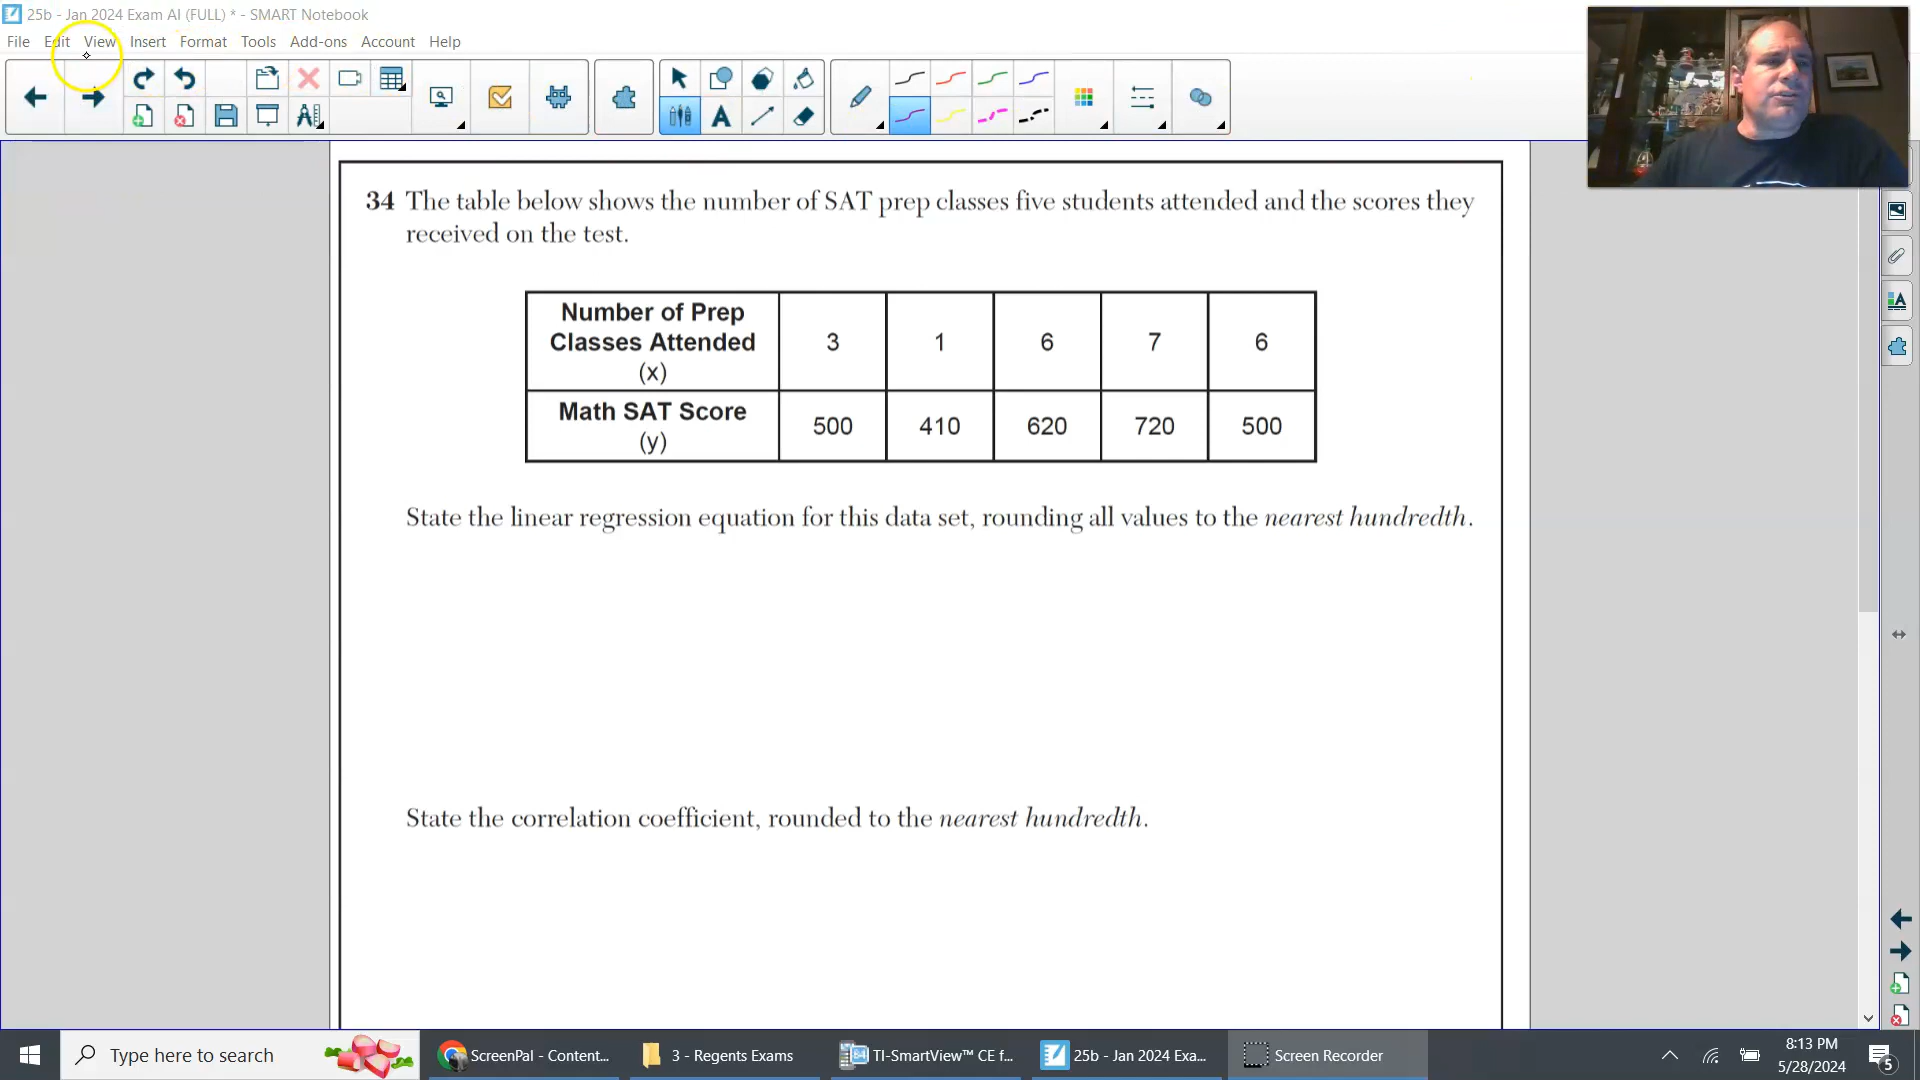 25b - Jan 2024 Exam AI (FULL) * - SMART Notebook
File Edit View Insert Format Tools Add-ons Account Help
34 The table below shows the number of SAT prep classes five students attended and the scores they
received on the test.
Number of Prep
Classes Attended
(x)
3 1 6 7 6
Math SAT Score
(y)
500 410 620 720 500
State the linear regression equation for this data set, rounding all values to the nearest hundredth.
State the correlation coefficient, rounded to the nearest hundredth.
Type here to search
ScreenPal - Content...
3 - Regents Exams
84
TI-SmartView™ CE f...
25b - Jan 2024 Exa...
Screen Recorder
8:13 PM
5/28/2024
5